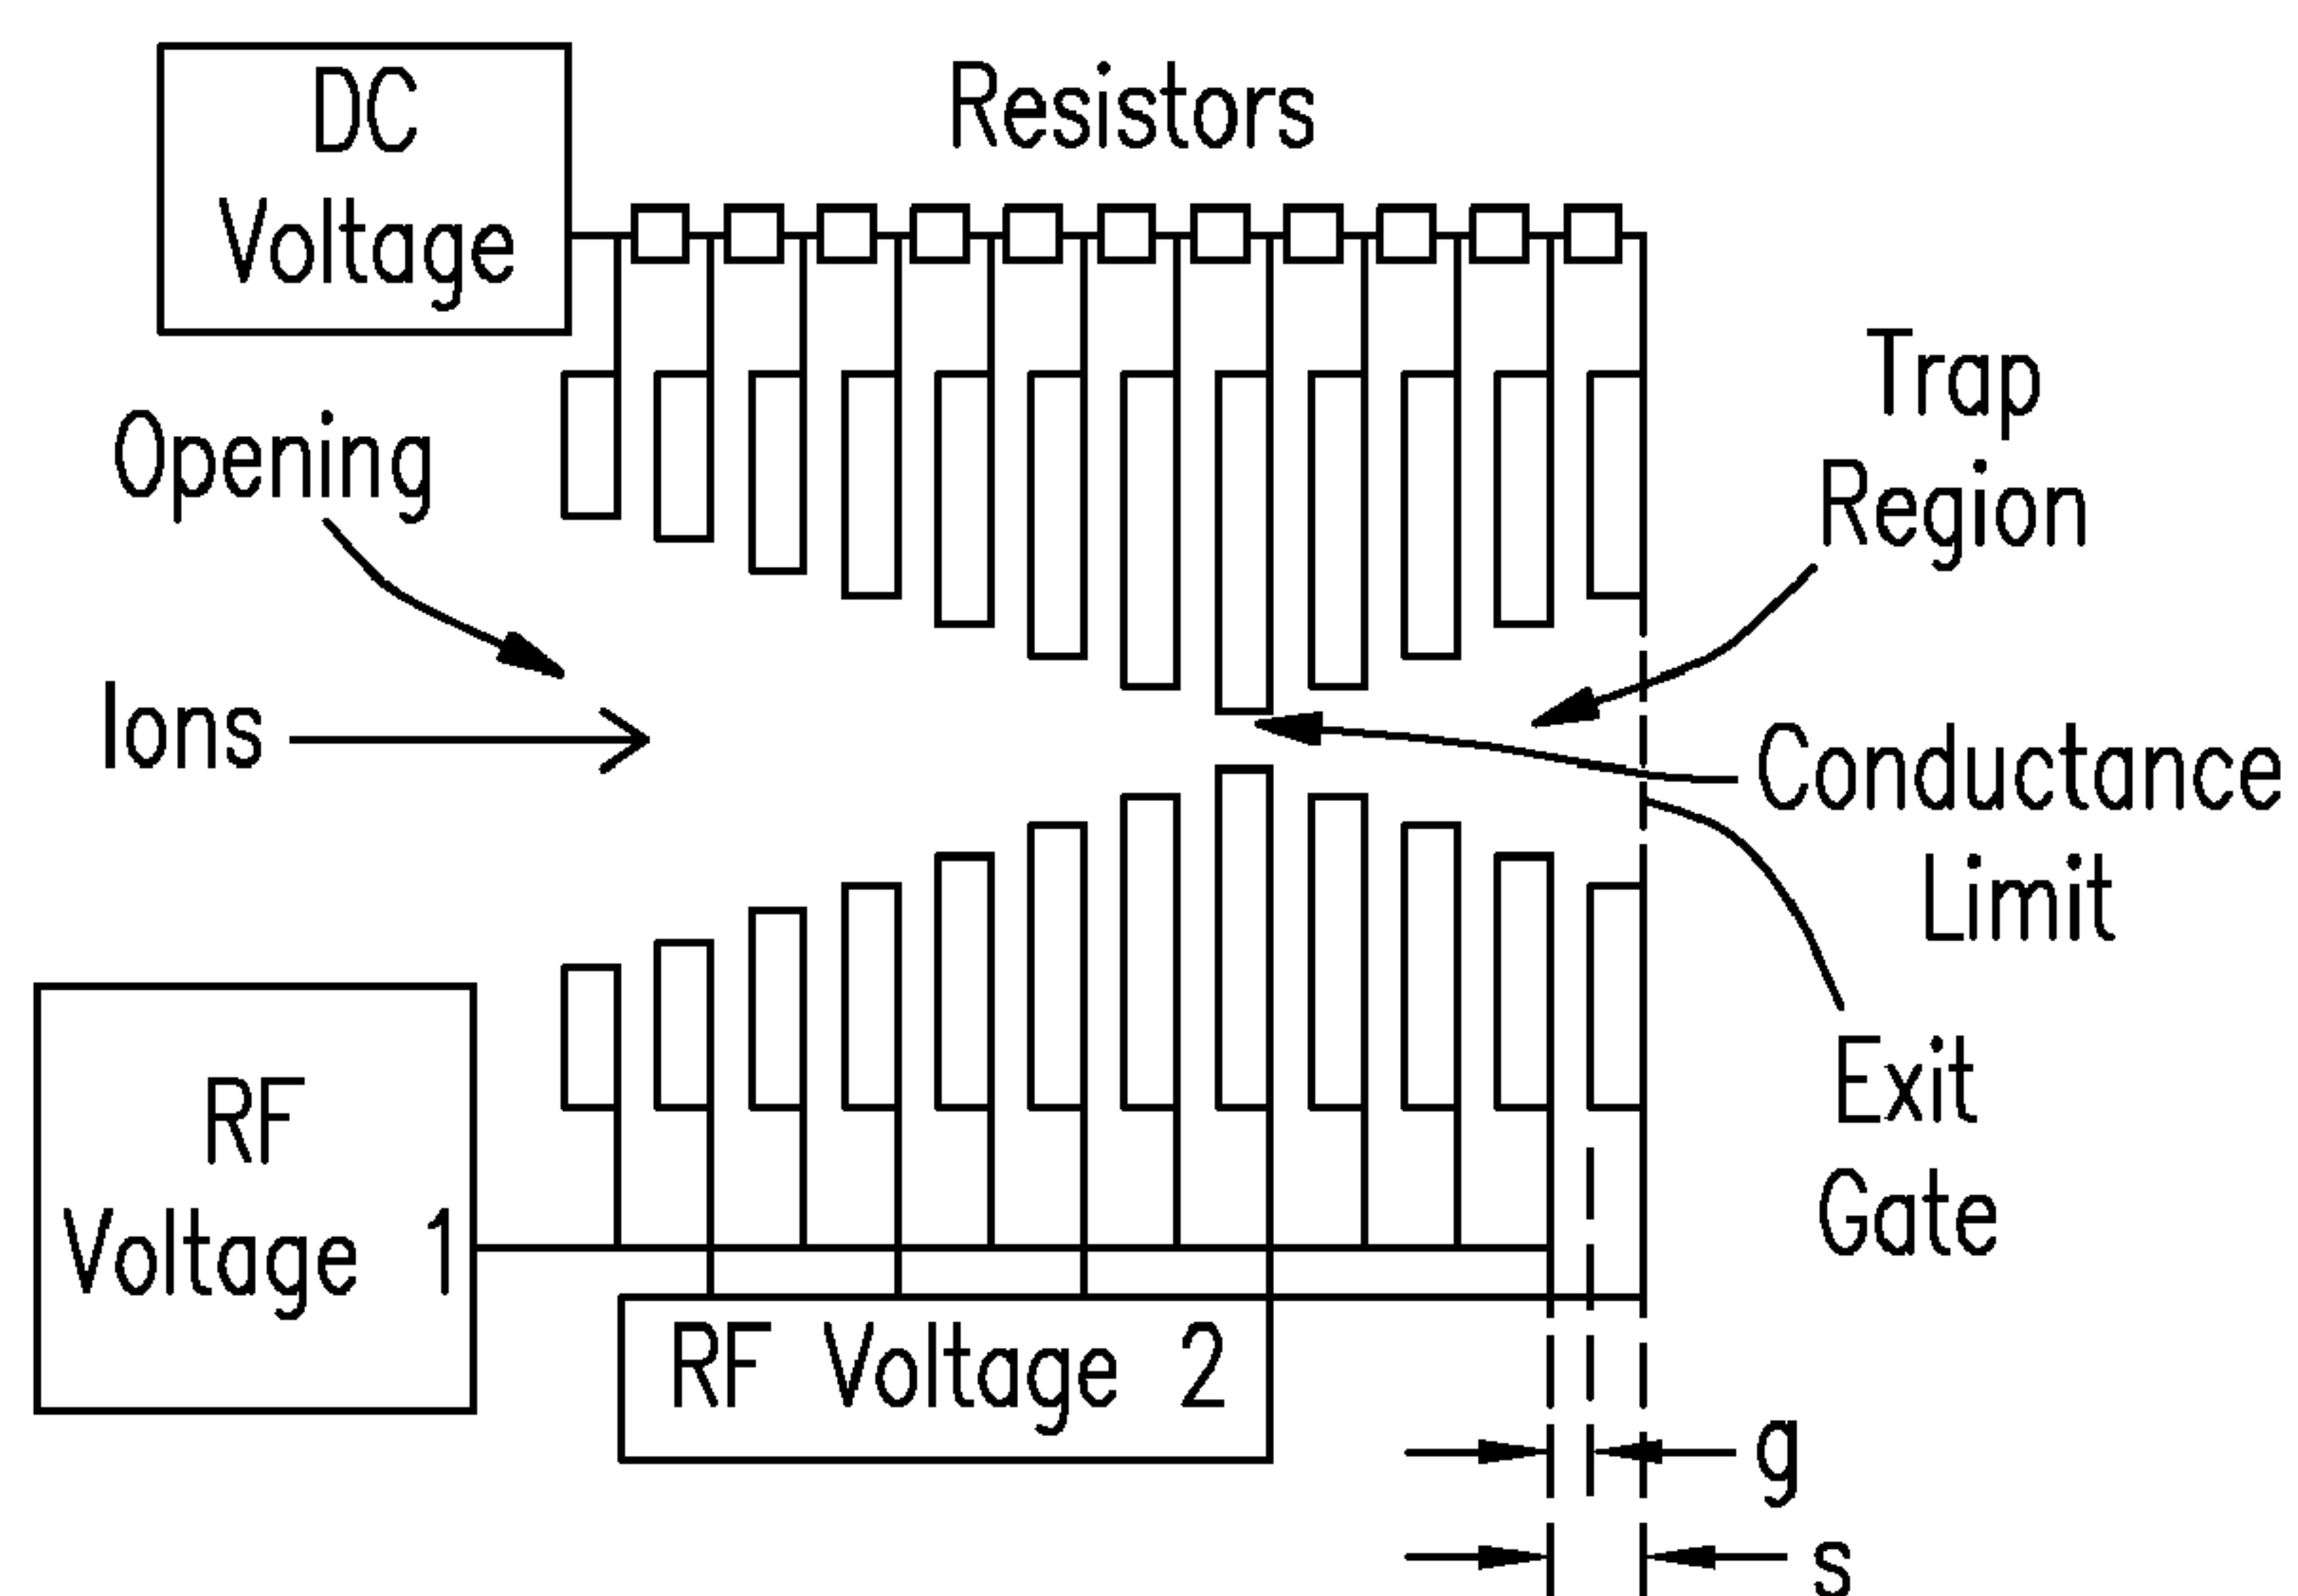 DC
Voltage
Resistors
Opening
Trap
Region
Ions
Conductance
Limit
Exit
Gate
RF
Voltage 1
RF Voltage 2
g
s